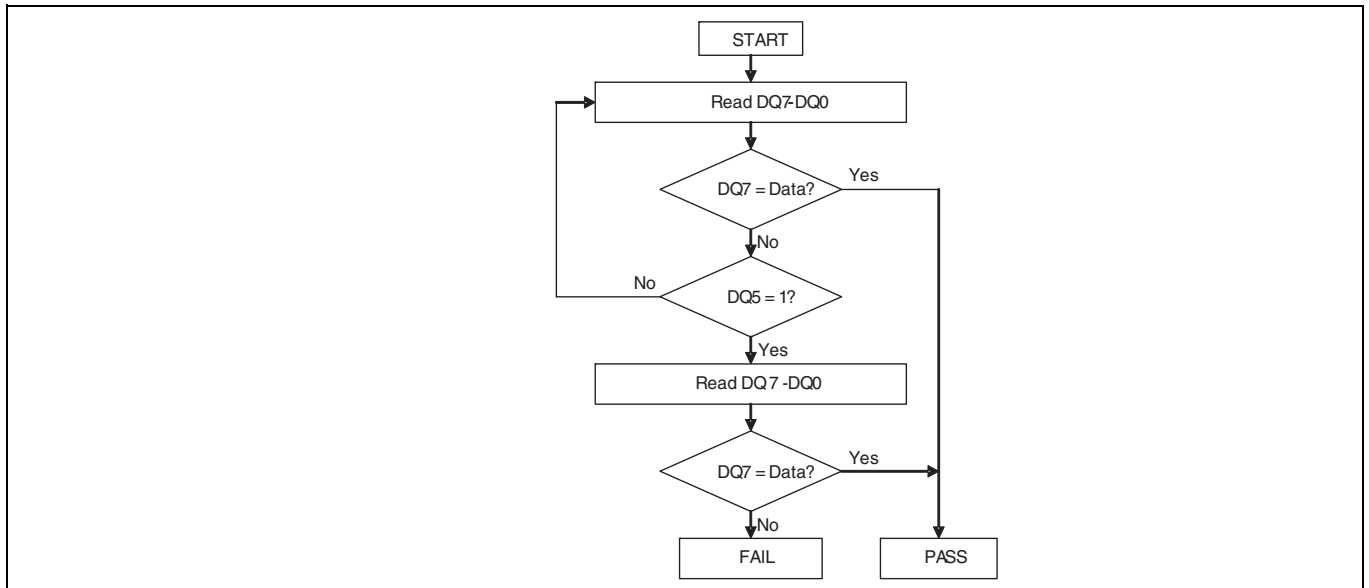 START
Read DQ7-DQ0
DQ7 = Data?
Yes
No
No
DQ5 = 1?
Yes
Read DQ 7 -DQ0
DQ7 = Data?
Yes
No
FAIL
PASS